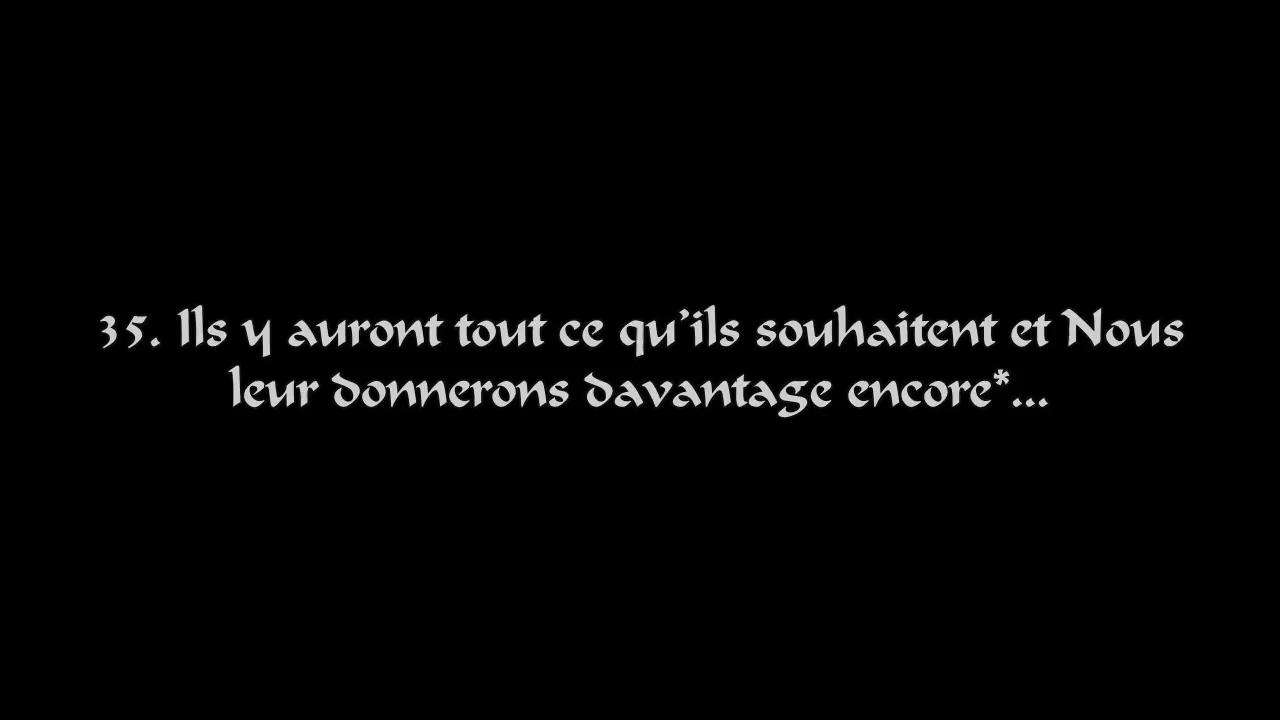 35. Ils y auront tout ce qu’ils souhaitent et Nous
leur donnerons davantage encore*...